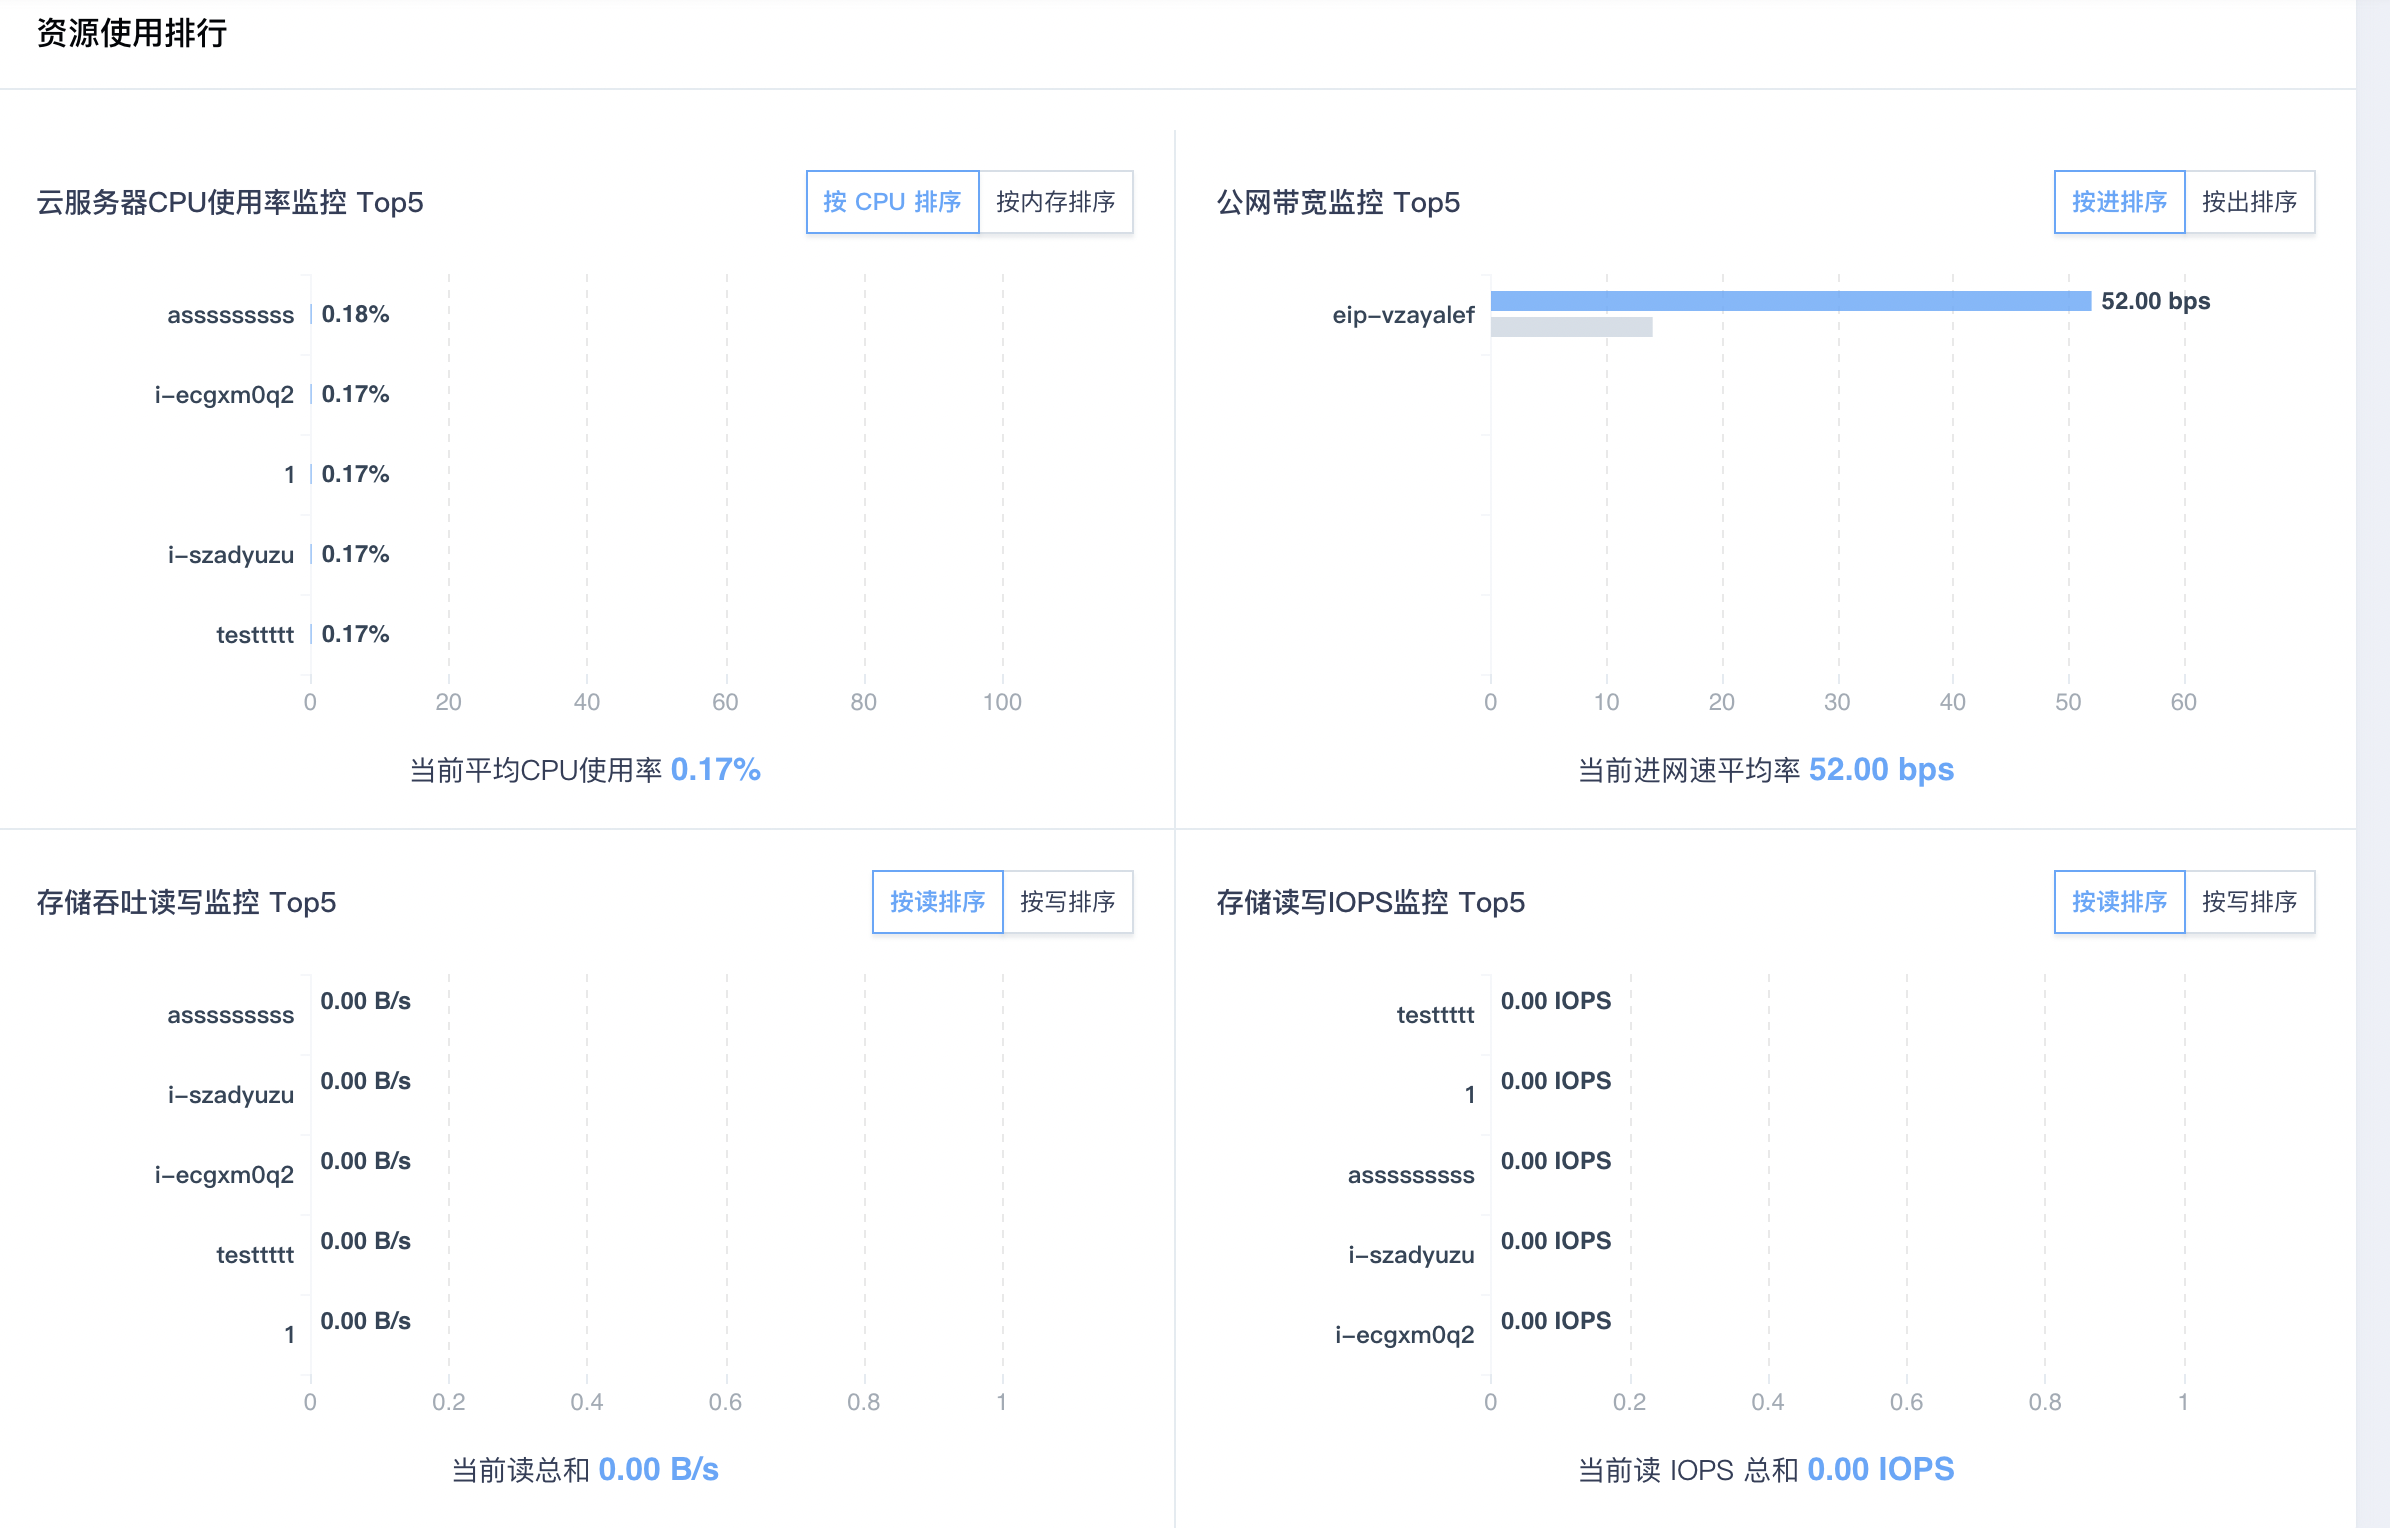 资源使用排行
云服务器CPU使用率监控 Top5
按 CPU 排序
按内存排序
asssssssss
0.18%
i-ecgxm0q2
0.17%
1
0.17%
i-szadyuzu
0.17%
testtttt
0.17%
0 20 40 60 80 100
当前平均CPU使用率 0.17%
公网带宽监控 Top5
按进排序
按出排序
eip-vzayalef
52.00 bps
0 10 20 30 40 50 60
当前进网速平均率 52.00 bps
存储吞吐读写监控 Top5
按读排序
按写排序
asssssssss
0.00 B/s
i-szadyuzu
0.00 B/s
i-ecgxm0q2
0.00 B/s
testtttt
0.00 B/s
1
0.00 B/s
0 0.2 0.4 0.6 0.8 1
当前读总和 0.00 B/s
存储读写IOPS监控 Top5
按读排序
按写排序
testtttt
0.00 IOPS
1
0.00 IOPS
asssssssss
0.00 IOPS
i-szadyuzu
0.00 IOPS
i-ecgxm0q2
0.00 IOPS
0 0.2 0.4 0.6 0.8 1
当前读 IOPS 总和 0.00 IOPS